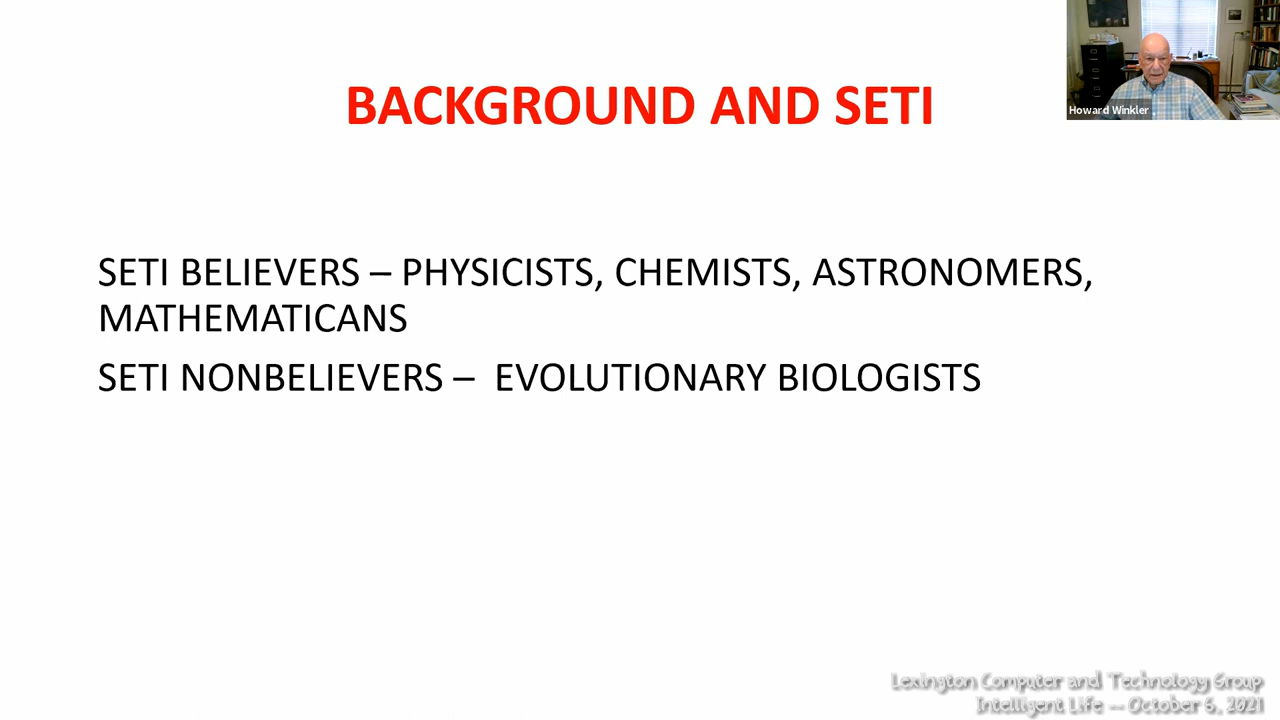 BACKGROUND AND SETI
Howard Winkler
SETI BELIEVERS – PHYSICISTS, CHEMISTS, ASTRONOMERS,
MATHEMATICANS
SETI NONBELIEVERS – EVOLUTIONARY BIOLOGISTS
Lexington Computer and Technology Group
Intelligent Life -- October 6, 2021